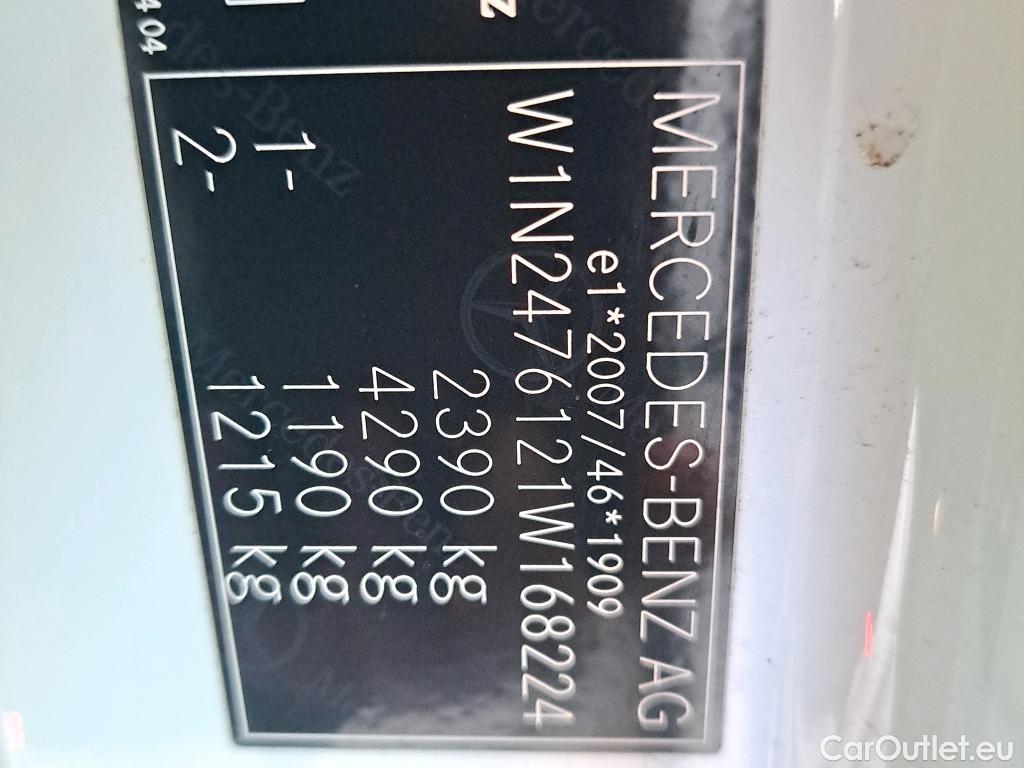 MERCEDES-BENZ AG
e1*2007/46*1909
W1N2476121W168224
2390 kg
4290 kg
1- 1190 kg
2- 1215 kg
CarOutlet.eu